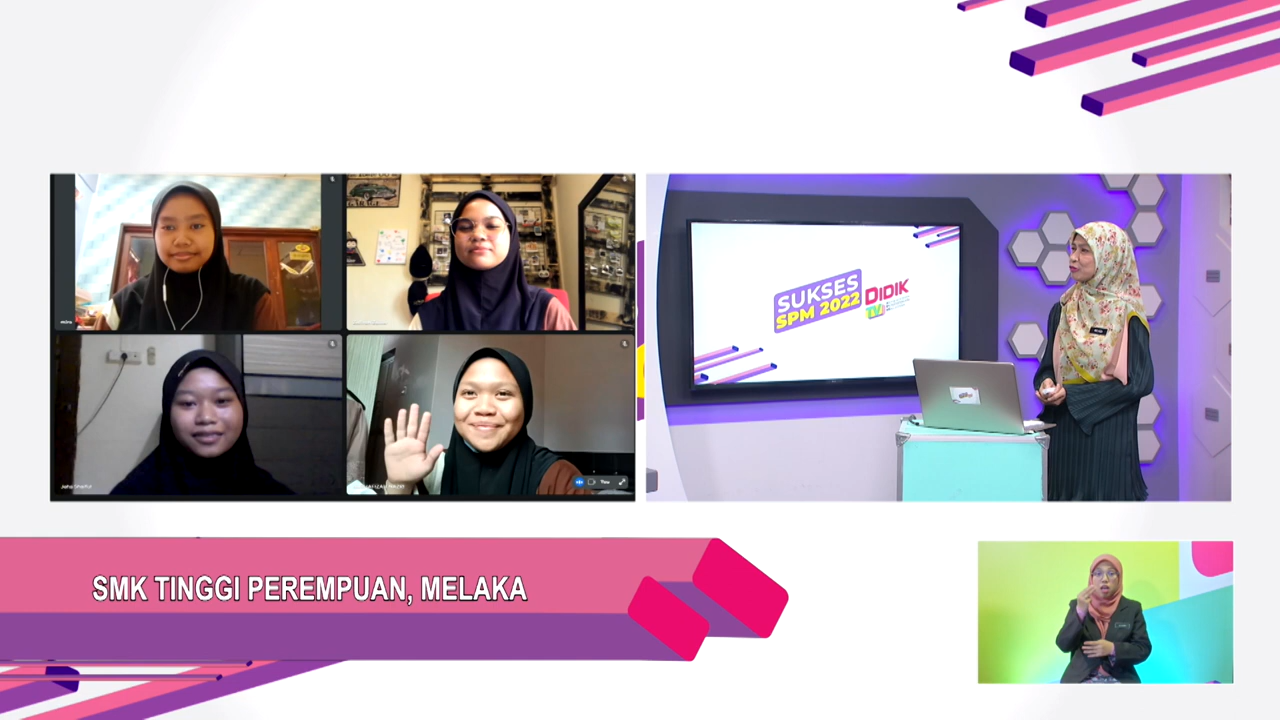 SUKSES
SPM 2022
DIDIK
TV
SMK TINGGI PEREMPUAN, MELAKA